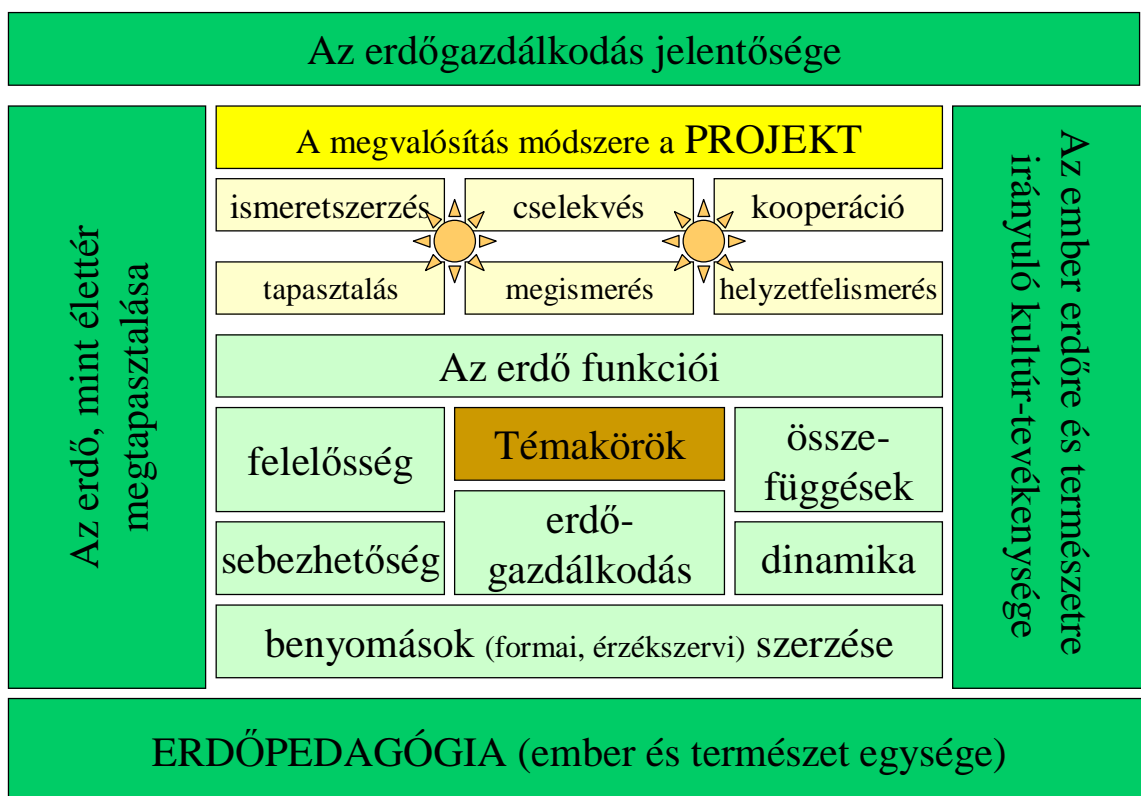 Az erdőgazdálkodás jelentősége
Az erdő, mint élettér
megtapasztalása
A megvalósítás módszere a PROJEKT
ismeretszerzés
cselekvés
kooperáció
tapasztalás
megismerés
helyzetfelismerés
Az erdő funkciói
felelősség
Témakörök
össze-
függések
sebezhetőség
erdő-
gazdálkodás
dinamika
benyomások (formai, érzékszervi) szerzése
Az ember erdőre és természetre
irányuló kultúr-tevékenysége
ERDŐPEDAGÓGIA (ember és természet egysége)